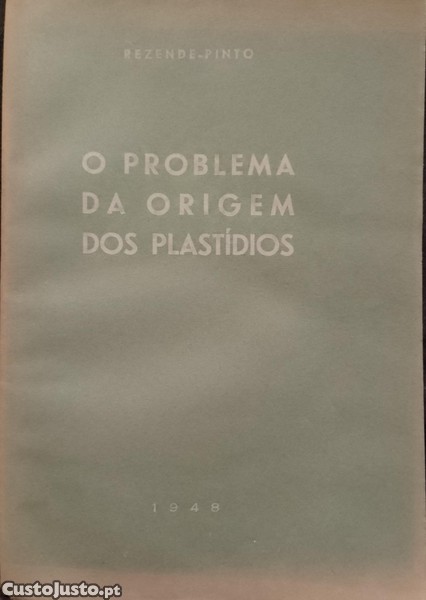 REZENDE-PINTO
O PROBLEMA
DA ORIGEM
DOS PLASTÍDIOS
1948
CustoJusto.pt